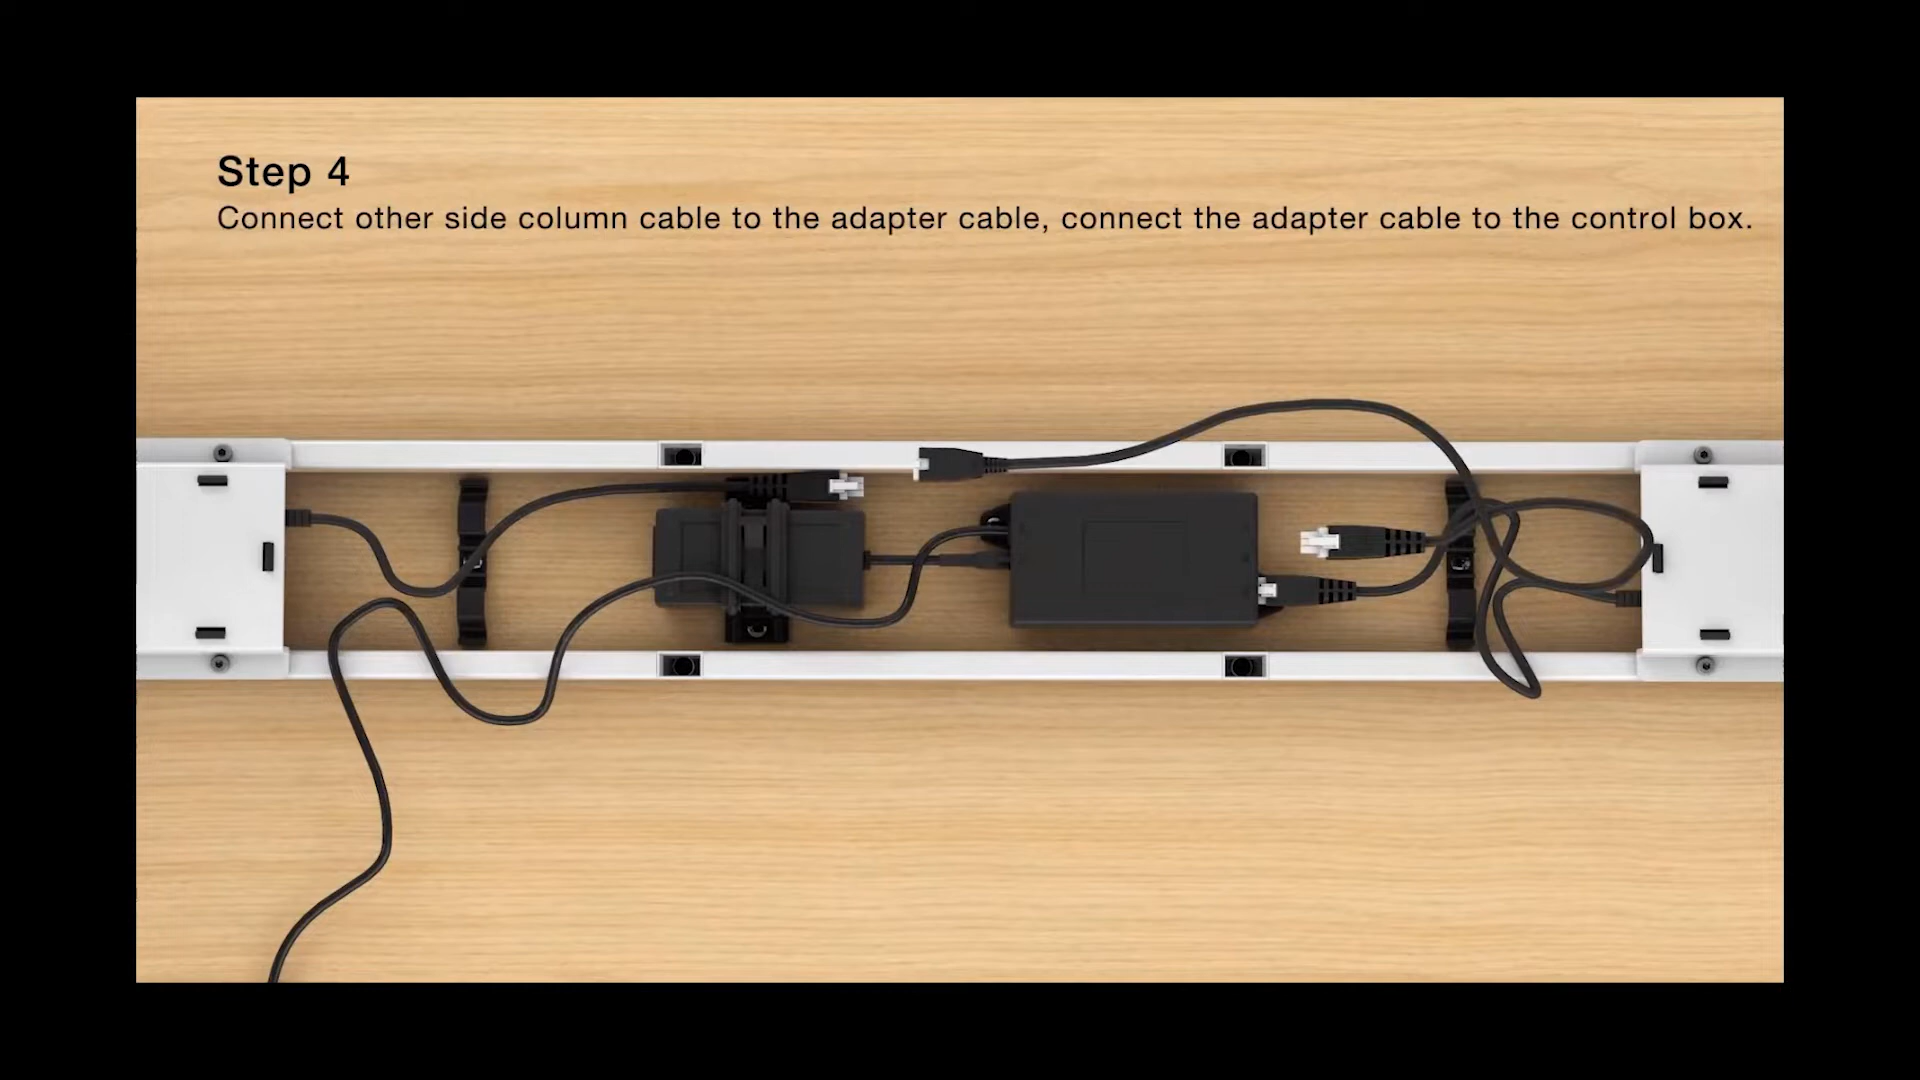 Step 4
Connect other side column cable to the adapter cable, connect the adapter cable to the control box.